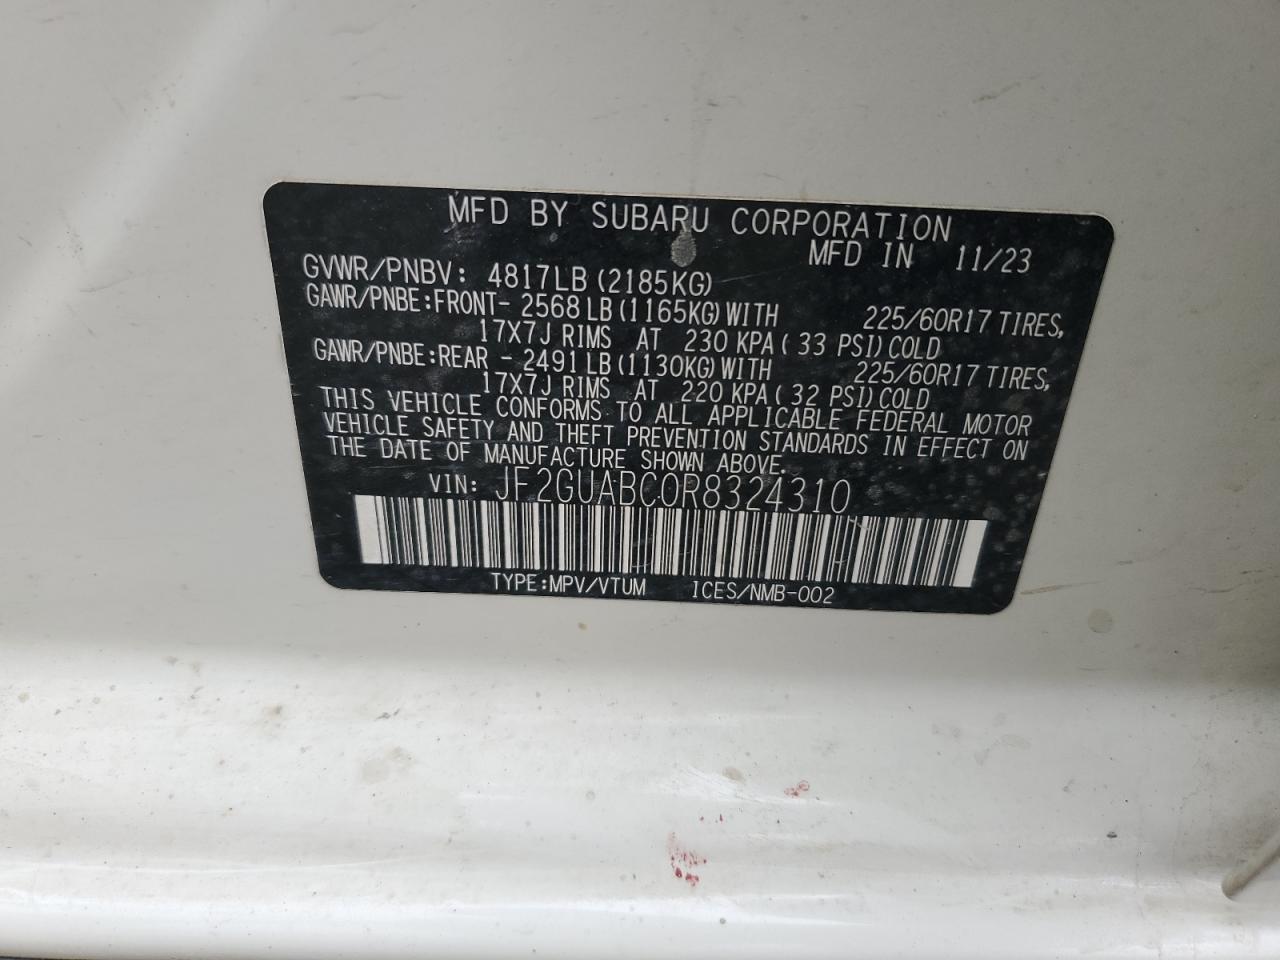 MFD BY SUBARU CORPORATION
MFD IN 11/23
GVWR/PNBV: 4817LB (2185KG)
GAWR/PNBE:FRONT- 2568 LB (1165KG) WITH 225/60R17 TIRES,
17X7J RIMS AT 230 KPA ( 33 PSI) COLD
GAWR/PNBE:REAR - 2491 LB (1130KG) WITH 225/60R17 TIRES,
17X7J RIMS AT 220 KPA ( 32 PSI) COLD
THIS VEHICLE CONFORMS TO ALL APPLICABLE FEDERAL MOTOR
VEHICLE SAFETY AND THEFT PREVENTION STANDARDS IN EFFECT ON
THE DATE OF MANUFACTURE SHOWN ABOVE.
VIN: JF2GUABC0R8324310
TYPE:MPV/VTUM ICES/NMB-002